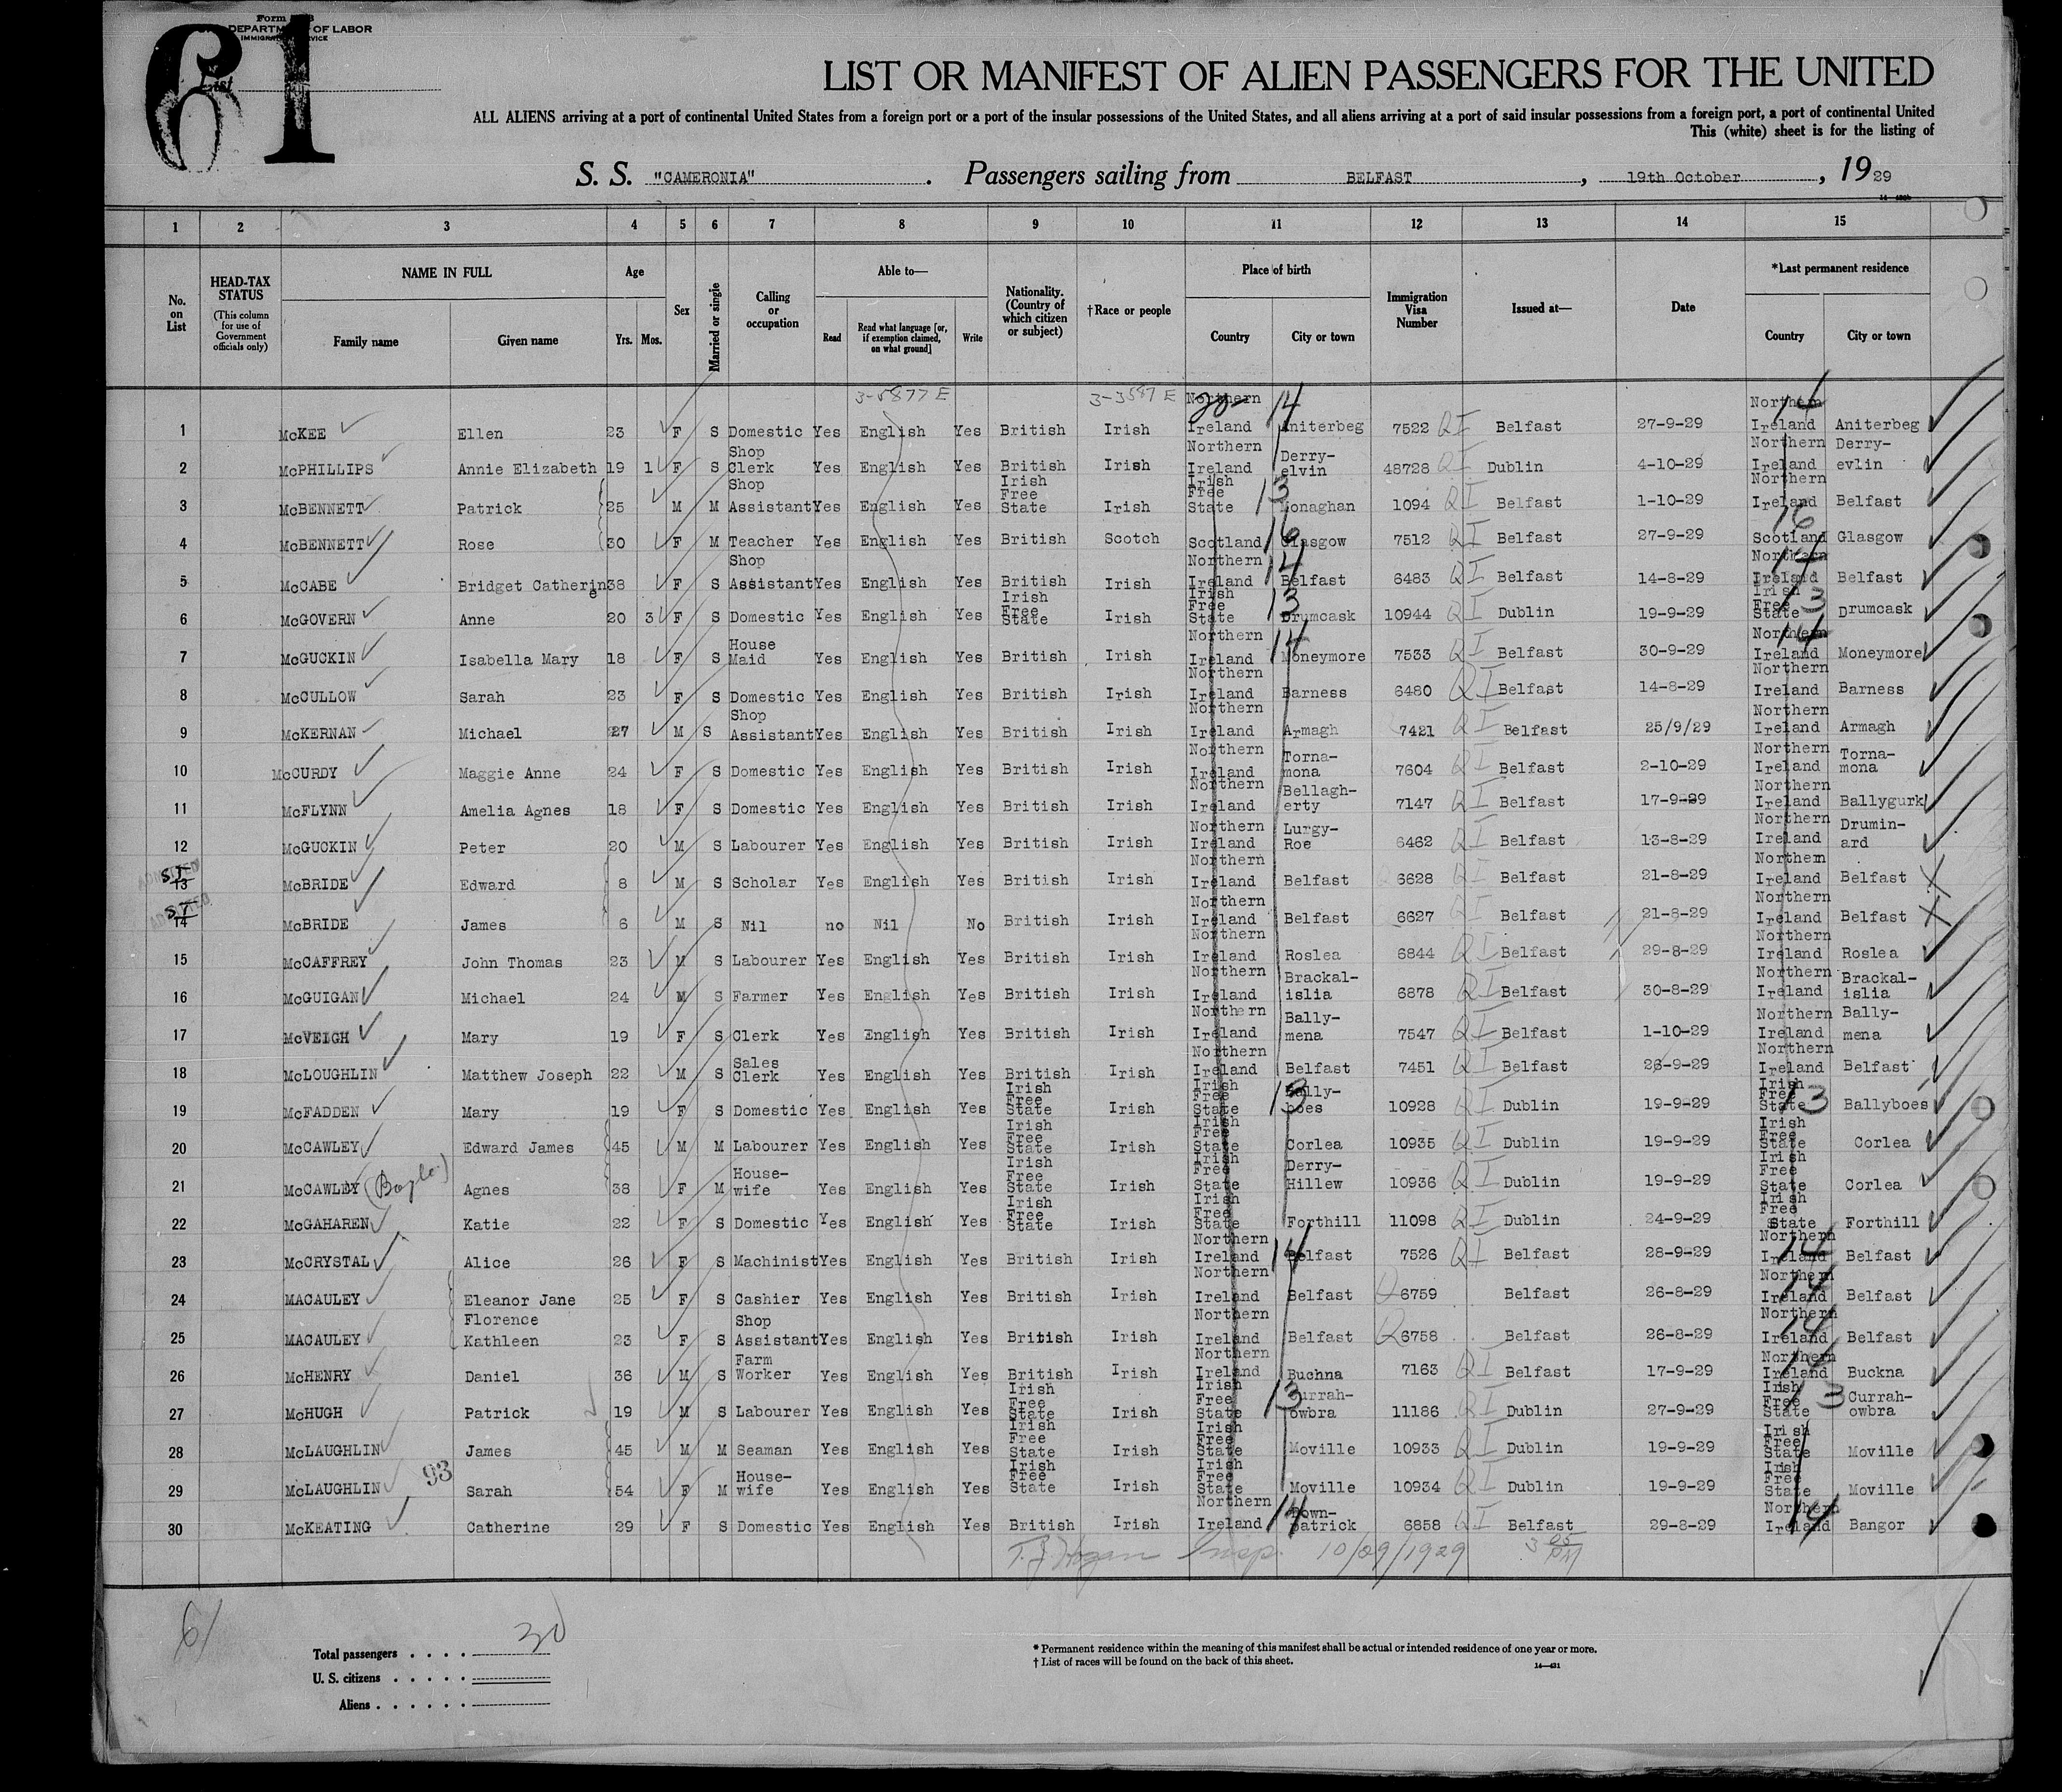 61
Form
DEPARTMENT OF LABOR
IMMIGRATION SERVICE
List
LIST OR MANIFEST OF ALIEN PASSENGERS FOR THE UNITED
ALL ALIENS arriving at a port of continental United States from a foreign port or a port of the insular possessions of the United States, and all aliens arriving at a port of said insular possessions from a foreign port, a port of continental United
This (white) sheet is for the listing of
S. S. "CAMERONIA". Passengers sailing from BELFAST, 19th October, 1929
1 2 3 4 5 6 7 8 9 10 11 12 13 14 15
No. on List HEAD-TAX STATUS (This column for use of Government officials only) NAME IN FULL Family name Given name Age Yrs. Mos. Sex Married or single Calling or occupation Able to— Read Read what language [or, if exemption claimed, on what ground] Write Nationality. (Country of which citizen or subject) †Race or people Place of birth Country City or town Immigration Visa Number Issued at— Date *Last permanent residence Country City or town
3-5877 E 3-3587 E
1 McKEE Ellen 23 F S Domestic Yes English Yes British Irish Northern Ireland Aniterbeg 7522 QI Belfast 27-9-29 Northern Ireland Aniterbeg
2 McPHILLIPS Annie Elizabeth 19 1 F S Shop Clerk Yes English Yes British Irish Northern Ireland Derry-elvin 48728 QI Dublin 4-10-29 Northern Ireland Derry-evlin
3 McBENNETT Patrick 25 M M Shop Assistant Yes English Yes Irish Free State Irish Irish Free State Monaghan 1094 QI Belfast 1-10-29 Northern Ireland Belfast
4 McBENNETT Rose 30 F M Teacher Yes English Yes British Scotch Scotland Glasgow 7512 QI Belfast 27-9-29 Scotland Glasgow
5 McCABE Bridget Catherine 38 F S Shop Assistant Yes English Yes British Irish Northern Ireland Belfast 6483 QI Belfast 14-8-29 Northern Ireland Belfast
6 McGOVERN Anne 20 3 F S Domestic Yes English Yes Irish Free State Irish Irish Free State Drumcask 10944 QI Dublin 19-9-29 Irish Free State Drumcask
7 McGUCKIN Isabella Mary 18 F S House Maid Yes English Yes British Irish Northern Ireland Moneymore 7533 QI Belfast 30-9-29 Northern Ireland Moneymore
8 McCULLOW Sarah 23 F S Domestic Yes English Yes British Irish Northern Ireland Barness 6480 QI Belfast 14-8-29 Northern Ireland Barness
9 McKERNAN Michael 27 M S Shop Assistant Yes English Yes British Irish Northern Ireland Armagh 7421 QI Belfast 25/9/29 Northern Ireland Armagh
10 McCURDY Maggie Anne 24 F S Domestic Yes English Yes British Irish Northern Ireland Torna-mona 7604 QI Belfast 2-10-29 Northern Ireland Torna-mona
11 McFLYNN Amelia Agnes 18 F S Domestic Yes English Yes British Irish Northern Ireland Bellagh-erty 7147 QI Belfast 17-9-29 Northern Ireland Ballygurk
12 McGUCKIN Peter 20 M S Labourer Yes English Yes British Irish Northern Ireland Lurgy-Roe 6462 QI Belfast 13-8-29 Northern Ireland Drumin-ard
13 McBRIDE Edward 8 M S Scholar Yes English Yes British Irish Northern Ireland Belfast 6628 QI Belfast 21-8-29 Northern Ireland Belfast
14 McBRIDE James 6 M S Nil no Nil No British Irish Northern Ireland Belfast 6627 QI Belfast 21-8-29 Northern Ireland Belfast
15 McCAFFREY John Thomas 23 M S Labourer Yes English Yes British Irish Northern Ireland Roslea 6844 QI Belfast 29-8-29 Northern Ireland Roslea
16 McGUIGAN Michael 24 M S Farmer Yes English Yes British Irish Northern Ireland Brackal-islia 6878 QI Belfast 30-8-29 Northern Ireland Brackal-islia
17 McVEIGH Mary 19 F S Clerk Yes English Yes British Irish Northern Ireland Bally-mena 7547 QI Belfast 1-10-29 Northern Ireland Bally-mena
18 McLOUGHLIN Matthew Joseph 22 M S Sales Clerk Yes English Yes British Irish Northern Ireland Belfast 7451 QI Belfast 26-9-29 Northern Ireland Belfast
19 McFADDEN Mary 19 F S Domestic Yes English Yes Irish Free State Irish Irish Free State Bally-boes 10928 QI Dublin 19-9-29 Irish Free State Ballyboes
20 McCAWLEY Edward James 45 M M Labourer Yes English Yes Irish Free State Irish Irish Free State Corlea 10935 QI Dublin 19-9-29 Irish Free State Corlea
21 McCAWLEY Agnes 38 F M House-wife Yes English Yes Irish Free State Irish Irish Free State Derry-Hillew 10936 QI Dublin 19-9-29 Irish Free State Corlea
22 McGAHAREN Katie 22 F S Domestic Yes English Yes Irish Free State Irish Irish Free State Forthill 11098 QI Dublin 24-9-29 Irish Free State Forthill
23 McCRYSTAL Alice 26 F S Machinist Yes English Yes British Irish Northern Ireland Belfast 7526 QI Belfast 28-9-29 Northern Ireland Belfast
24 MACAULEY Eleanor Jane 25 F S Cashier Yes English Yes British Irish Northern Ireland Belfast 6759 Belfast 26-8-29 Northern Ireland Belfast
25 MACAULEY Florence Kathleen 23 F S Shop Assistant Yes English Yes British Irish Northern Ireland Belfast 6758 Belfast 26-8-29 Northern Ireland Belfast
26 McHENRY Daniel 36 M S Farm Worker Yes English Yes British Irish Northern Ireland Buchna 7163 QI Belfast 17-9-29 Northern Ireland Buckna
27 McHUGH Patrick 19 M S Labourer Yes English Yes Irish Free State Irish Irish Free State Currah-owbra 11186 QI Dublin 27-9-29 Irish Free State Currah-owbra
28 McLAUGHLIN James 45 M M Seaman Yes English Yes Irish Free State Irish Irish Free State Moville 10933 QI Dublin 19-9-29 Irish Free State Moville
29 McLAUGHLIN 93 Sarah 54 F M House-wife Yes English Yes Irish Free State Irish Irish Free State Moville 10934 QI Dublin 19-9-29 Irish Free State Moville
30 McKEATING Catherine 29 F S Domestic Yes English Yes British Irish Northern Ireland Down-patrick 6858 QI Belfast 29-8-29 Northern Ireland Bangor
T. J. Hogan Insp. 10/29/1929 3 05 PM
61
Total passengers . . . . 30
U. S. citizens . . . . .
Aliens . . . . . .
* Permanent residence within the meaning of this manifest shall be actual or intended residence of one year or more.
† List of races will be found on the back of this sheet.